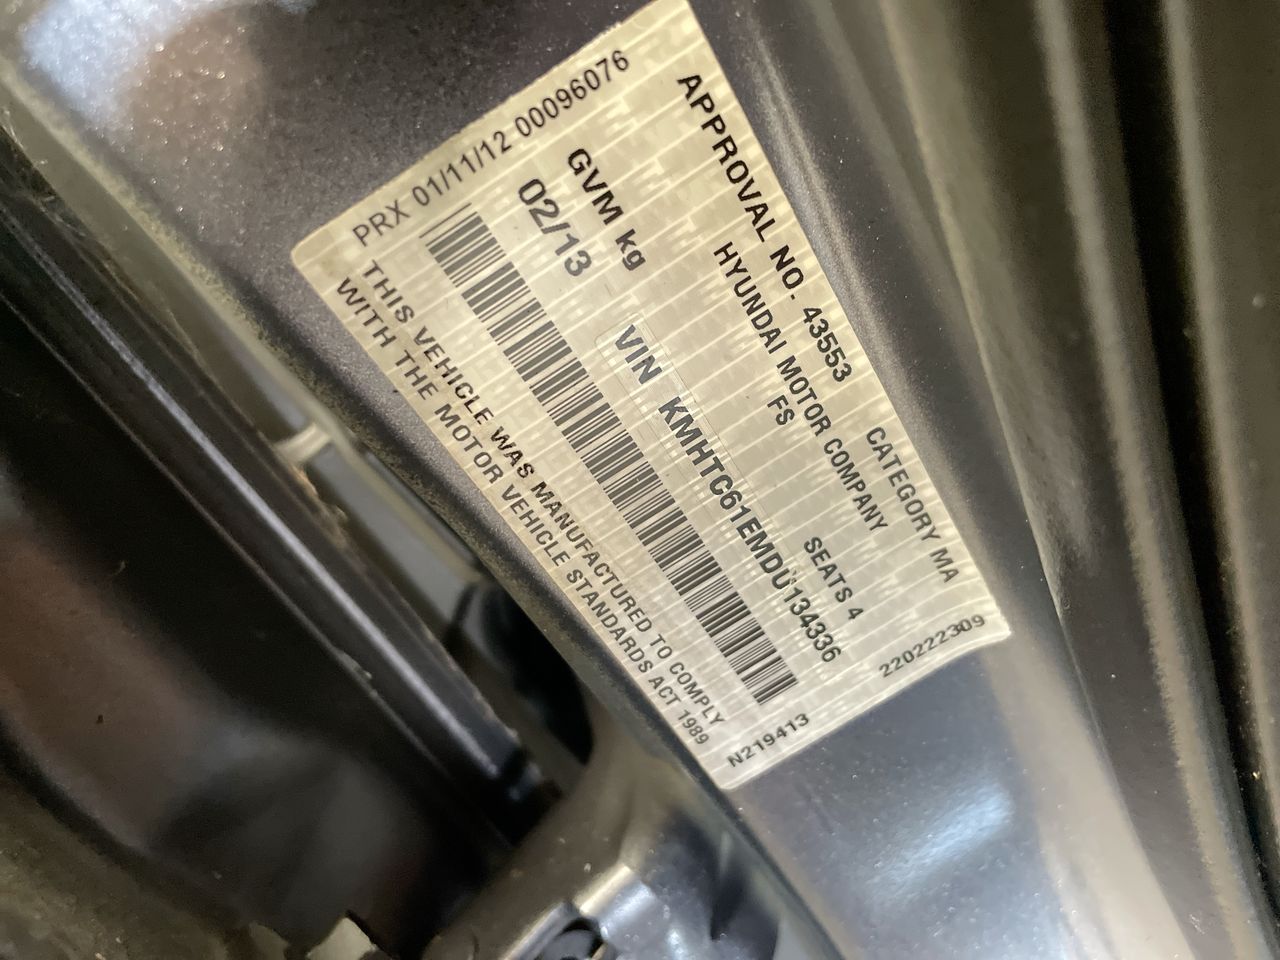 APPROVAL NO. 43553 CATEGORY MA
HYUNDAI MOTOR COMPANY
FS SEATS 4
GVM kg 220222309
02/13 VIN KMHTC61EMDU134336
PRX 01/11/12 00096076
N219413
THIS VEHICLE WAS MANUFACTURED TO COMPLY
WITH THE MOTOR VEHICLE STANDARDS ACT 1989